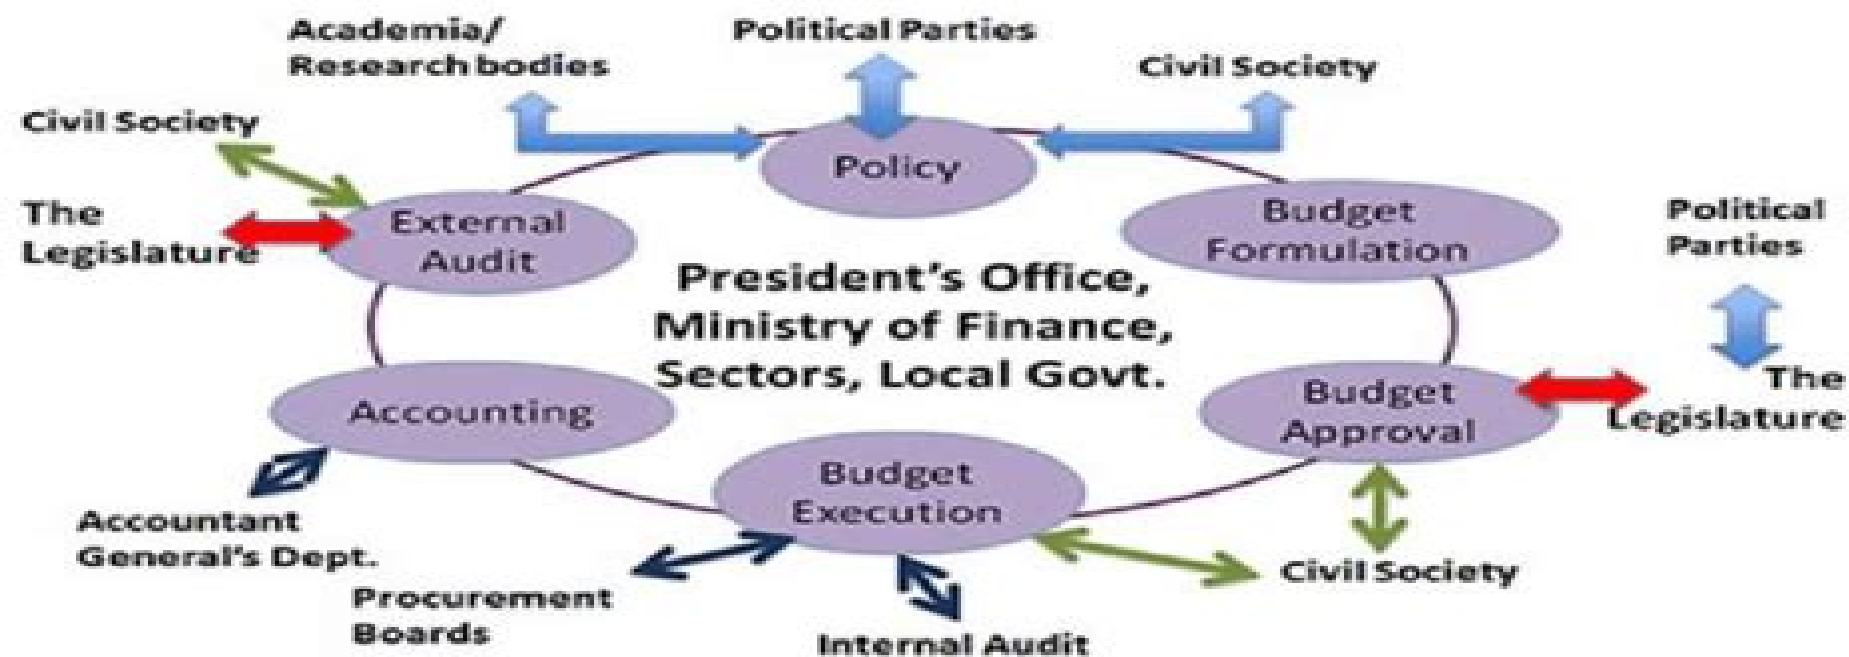 Academia/
Research bodies
Political Parties
Civil Society
Civil Society
Policy
The
Legislature
External
Audit
Budget
Formulation
Political
Parties
President's Office,
Ministry of Finance,
Sectors, Local Govt.
Accounting
Budget
Approval
The
Legislature
Budget
Execution
Accountant
General's Dept.
Civil Society
Procurement
Boards
Internal Audit